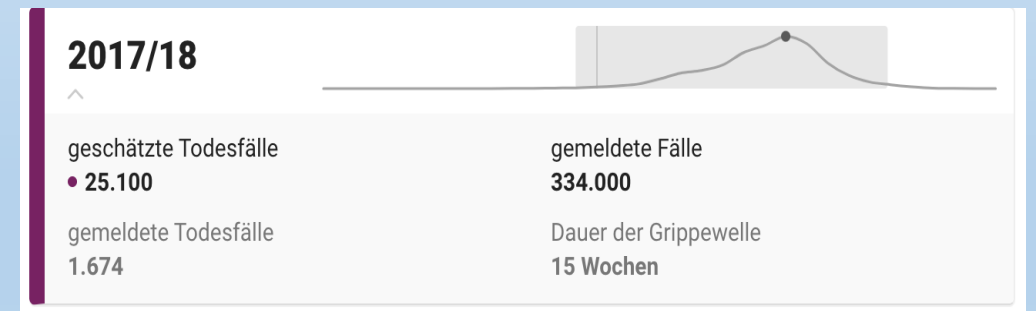 2017/18
geschätzte Todesfälle
25.100
gemeldete Fälle
334.000
gemeldete Todesfälle
1.674
Dauer der Grippewelle
15 Wochen